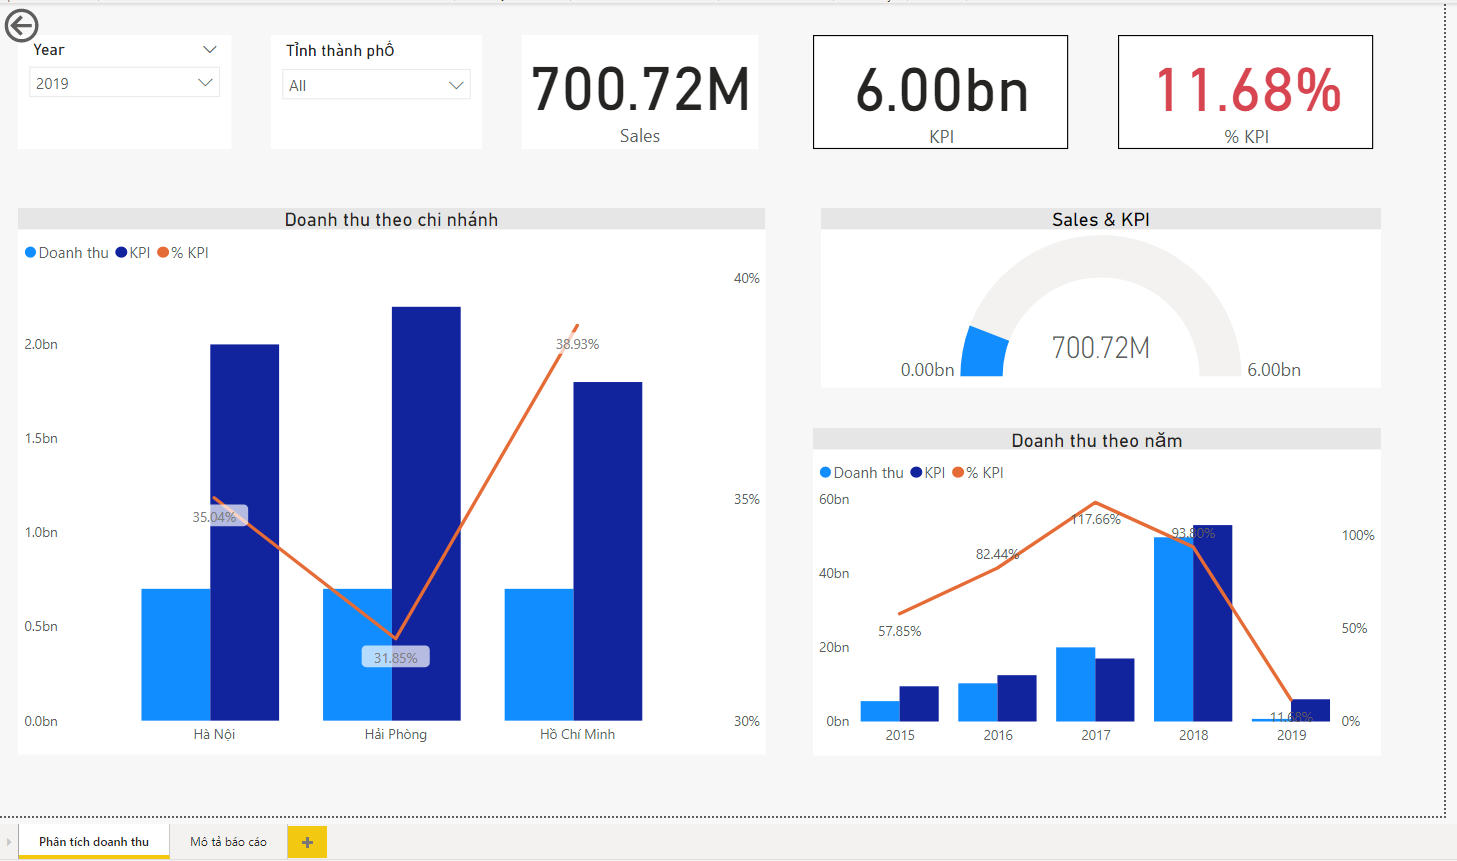 Year
2019
Tỉnh thành phố
All
700.72M
Sales
6.00bn
KPI
11.68%
% KPI
Doanh thu theo chi nhánh
Doanh thu KPI % KPI
40%
2.0bn
38.93%
1.5bn
35%
35.04%
1.0bn
0.5bn
31.85%
0.0bn
30%
Hà Nội Hải Phòng Hồ Chí Minh
Sales & KPI
700.72M
0.00bn
6.00bn
Doanh thu theo năm
Doanh thu KPI % KPI
60bn
117.66%
93.80%
100%
82.44%
40bn
50%
57.85%
20bn
11.68%
0bn
0%
2015 2016 2017 2018 2019
Phân tích doanh thu
Mô tả báo cáo
+